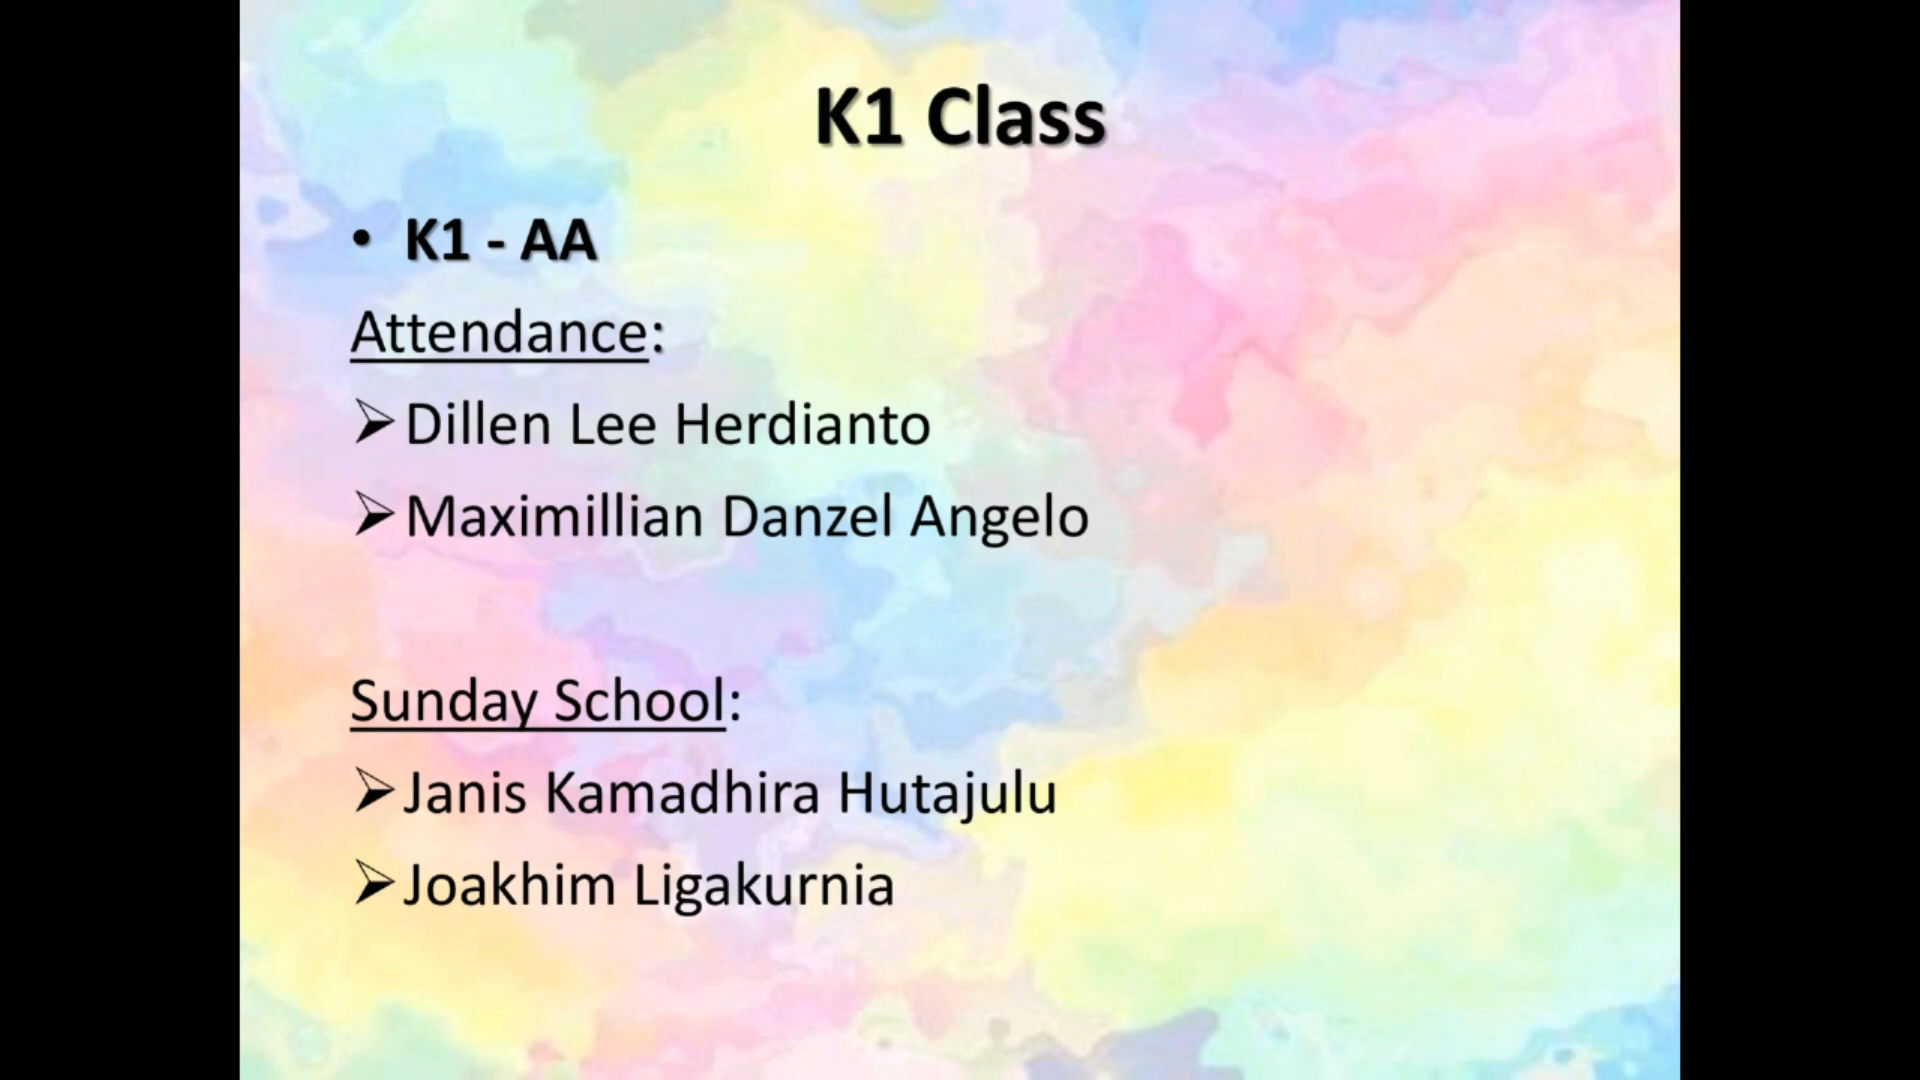 K1 Class
• K1 - AA
Attendance:
➢ Dillen Lee Herdianto
➢ Maximillian Danzel Angelo
Sunday School:
➢ Janis Kamadhira Hutajulu
➢ Joakhim Ligakurnia